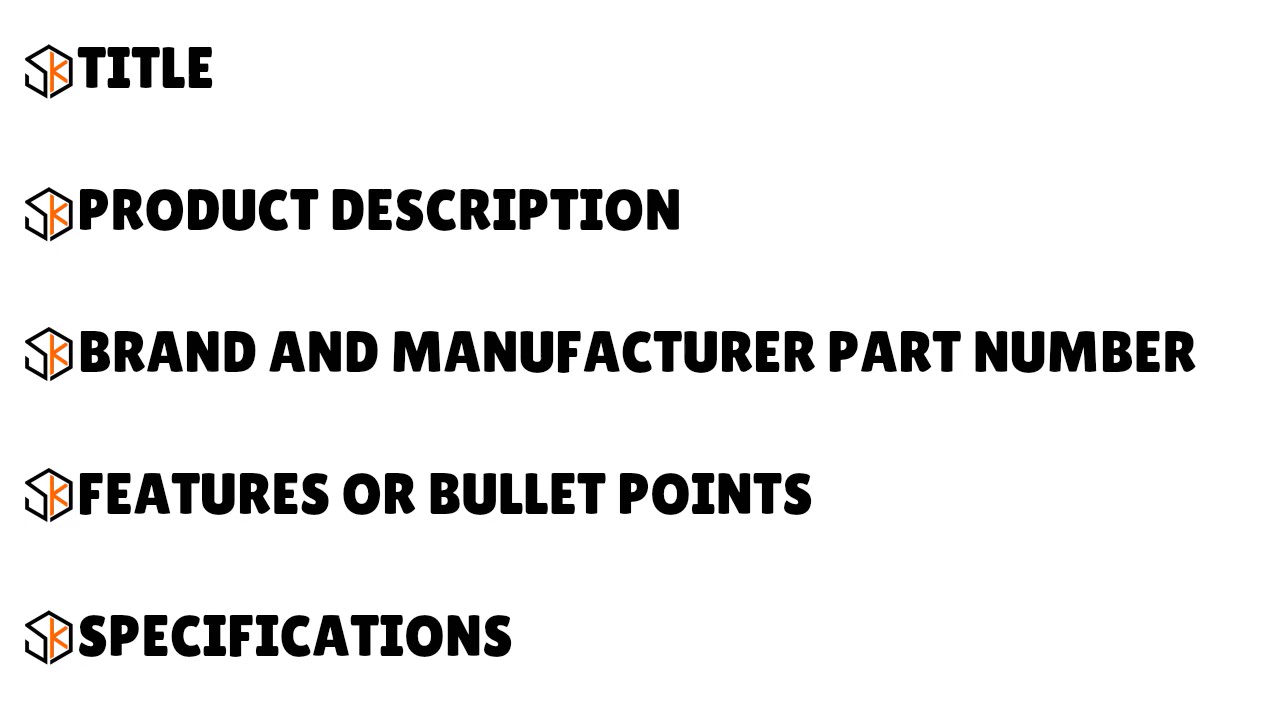 TITLE
PRODUCT DESCRIPTION
BRAND AND MANUFACTURER PART NUMBER
FEATURES OR BULLET POINTS
SPECIFICATIONS